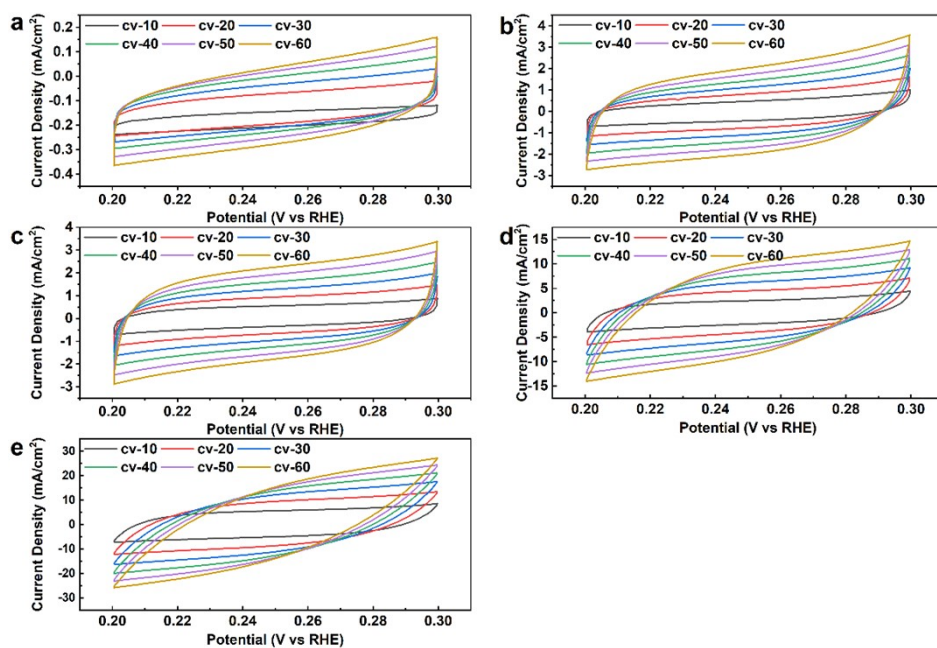 a
cv-10 cv-20 cv-30
cv-40 cv-50 cv-60
Current Density (mA/cm²)
0.2
0.1
0.0
-0.1
-0.2
-0.3
-0.4
0.20 0.22 0.24 0.26 0.28 0.30
Potential (V vs RHE)
b
cv-10 cv-20 cv-30
cv-40 cv-50 cv-60
Current Density (mA/cm²)
4
3
2
1
0
-1
-2
-3
0.20 0.22 0.24 0.26 0.28 0.30
Potential (V vs RHE)
c
cv-10 cv-20 cv-30
cv-40 cv-50 cv-60
Current Density (mA/cm²)
4
3
2
1
0
-1
-2
-3
0.20 0.22 0.24 0.26 0.28 0.30
Potential (V vs RHE)
d
cv-10 cv-20 cv-30
cv-40 cv-50 cv-60
Current Demsity (mA/cm²)
15
10
5
0
-5
-10
-15
0.20 0.22 0.24 0.26 0.28 0.30
Potential (V vs RHE)
e
cv-10 cv-20 cv-30
cv-40 cv-50 cv-60
Current Density (mA/cm²)
30
20
10
0
-10
-20
-30
0.20 0.22 0.24 0.26 0.28 0.30
Potential (V vs RHE)